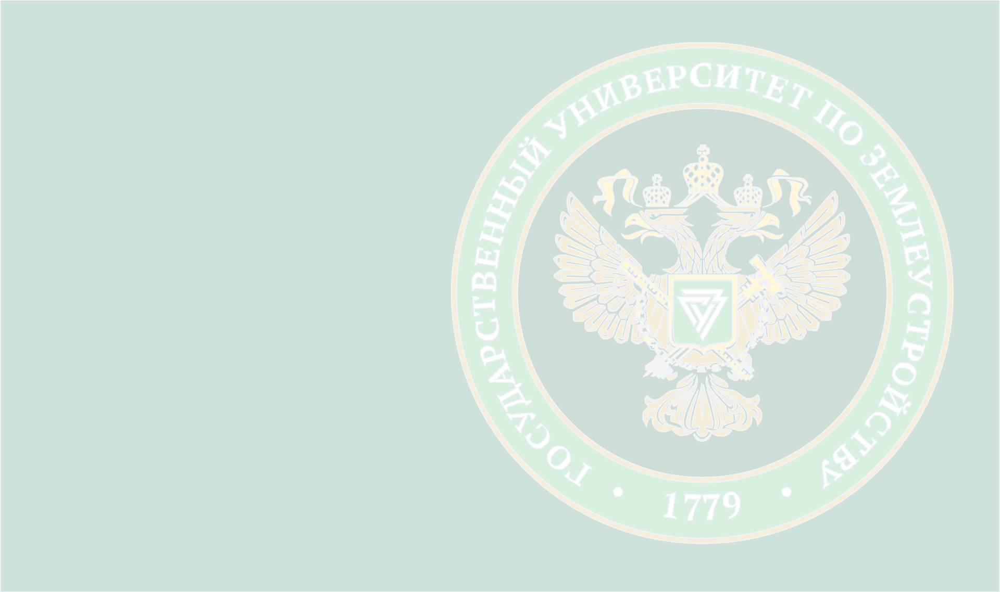 ГОСУДАРСТВЕННЫЙ УНИВЕРСИТЕТ ПО ЗЕМЛЕУСТРОЙСТВУ
• 1779 •